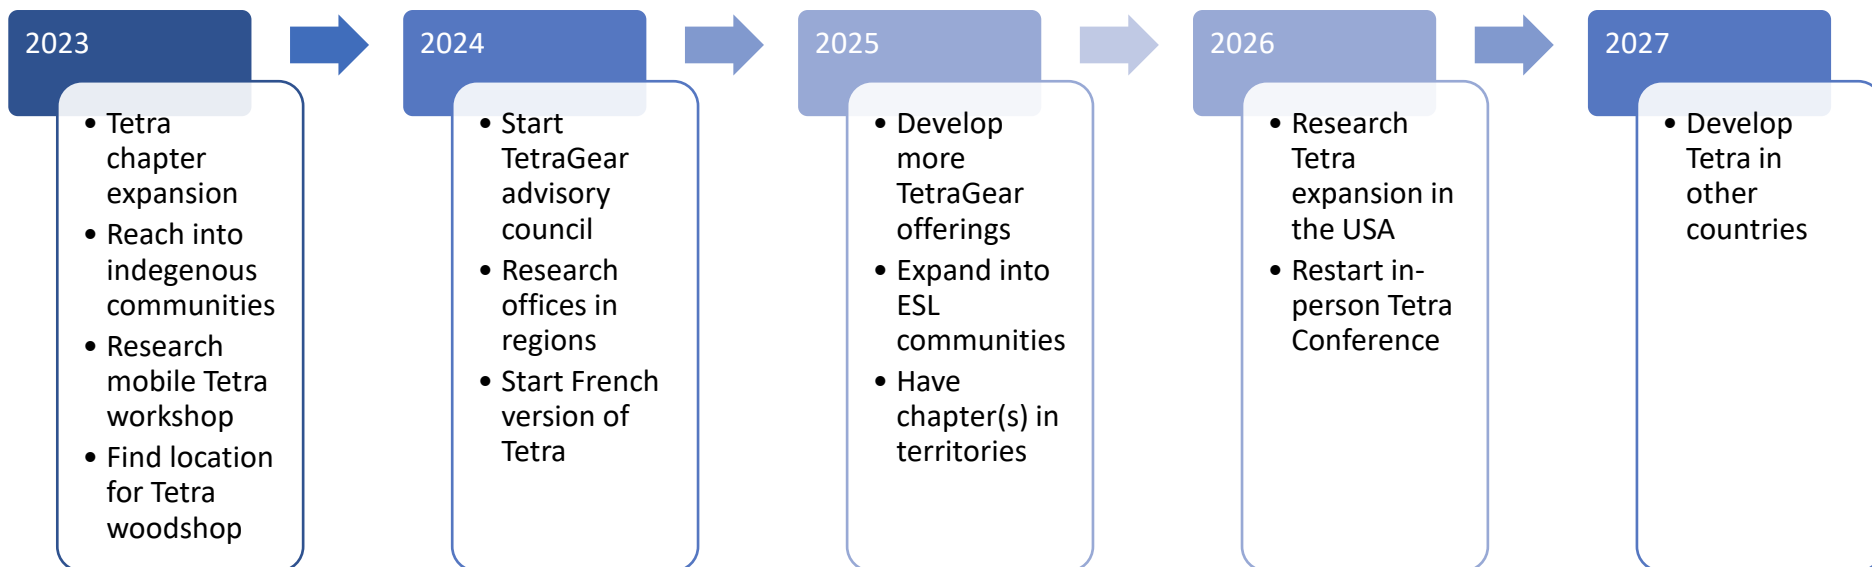 2023
• Tetra
chapter
expansion
• Reach into
indegenous
communities
• Research
mobile Tetra
workshop
• Find location
for Tetra
woodshop
2024
• Start
TetraGear
advisory
council
• Research
offices in
regions
• Start French
version of
Tetra
2025
• Develop
more
TetraGear
offerings
• Expand into
ESL
communities
• Have
chapter(s) in
territories
2026
• Research
Tetra
expansion in
the USA
• Restart in-
person Tetra
Conference
2027
• Develop
Tetra in
other
countries